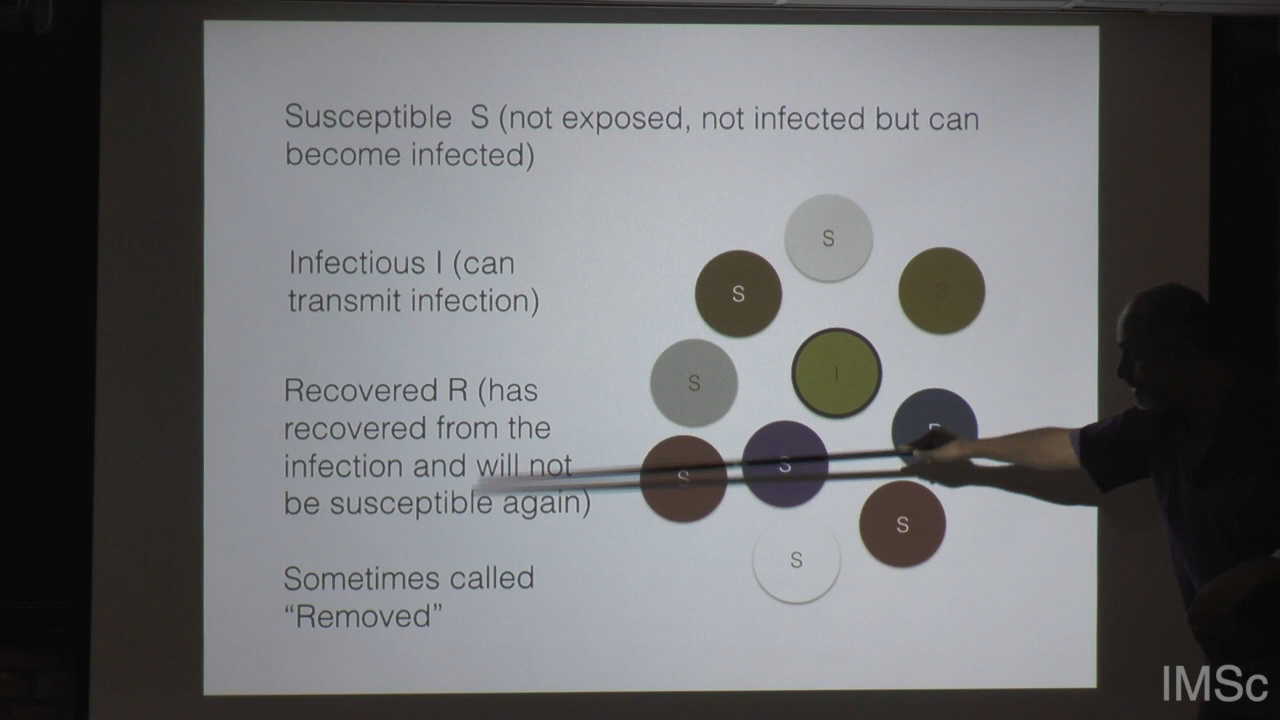 Susceptible S (not exposed, not infected but can
become infected)
Infectious I (can
transmit infection)
Recovered R (has
recovered from the
infection and will not
be susceptible again)
Sometimes called
“Removed”
S
S
S
I
S
S
S
S
S
IMSc